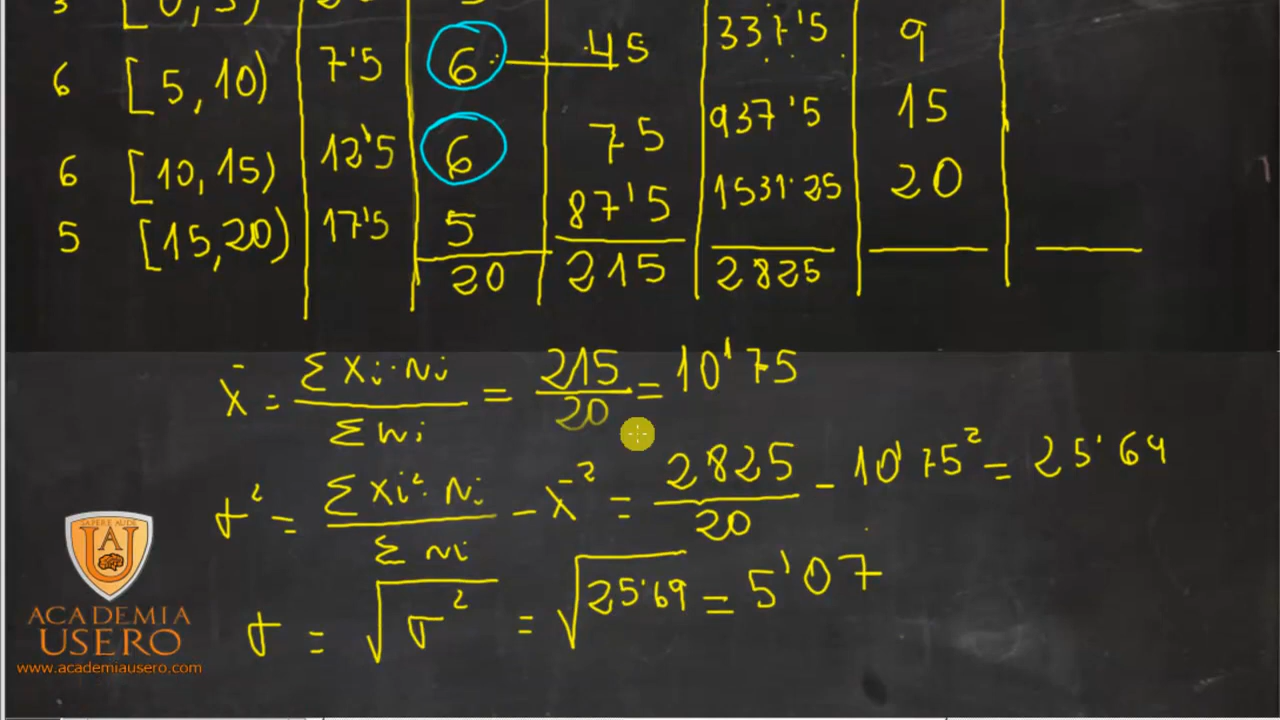 6 [5,10) 7'5 6 45 337'5 9
6 [10,15) 12'5 6 75 937'5 15
5 [15,20) 17'5 5 87'5 1531'25 20
20 215 2825
x̄ = Σxi·Ni / Σni = 215/20 = 10'75
σ² = Σxi²·Ni / Σni − x̄² = 2825/20 − 10'75² = 25'69
σ = √σ² = √25'69 = 5'07
SAPERE AUDE
UA
ACADEMIA
USERO
www.academiausero.com